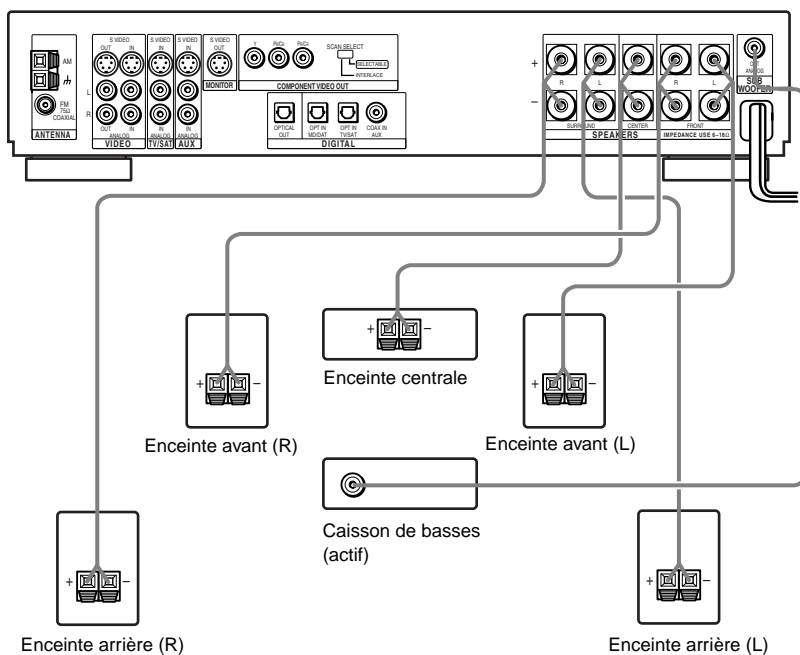 S VIDEO
OUT IN
S VIDEO
IN
S VIDEO
IN
S VIDEO
OUT
MONITOR
AM
FM
75Ω
COAXIAL
ANTENNA
L
R
OUT IN
ANALOG
VIDEO
IN
ANALOG
TV/SAT
IN
ANALOG
AUX
Y
SCAN SELECT
SELECTABLE
INTERLACE
COMPONENT VIDEO OUT
OPTICAL
OUT
OPT IN
MD/DAT
OPT IN
TV/SAT
COAX IN
AUX
DIGITAL
+
–
R L R L
SURROUND CENTER FRONT
SPEAKERS IMPEDANCE USE 6–16Ω
OUT
ANALOG
SUB
WOOFER
+ –
Enceinte avant (R)
+ –
Enceinte centrale
+ –
Enceinte avant (L)
Caisson de basses
(actif)
+ –
Enceinte arrière (R)
+ –
Enceinte arrière (L)